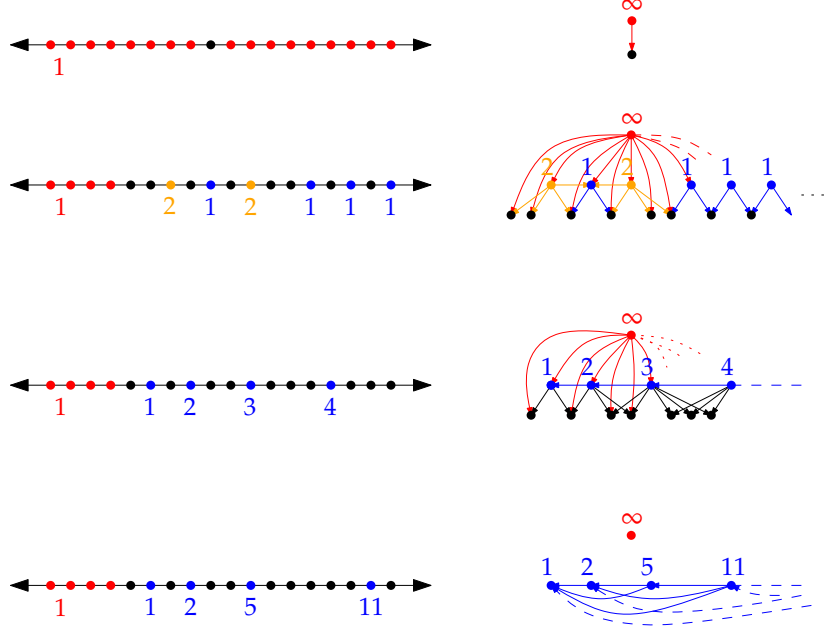 ∞
1
∞
2 1 2 1 1 1
1 2 1 2 1 1 1
∞
1 2 3 4
1 1 2 3 4
∞
1 2 5 11
1 1 2 5 11